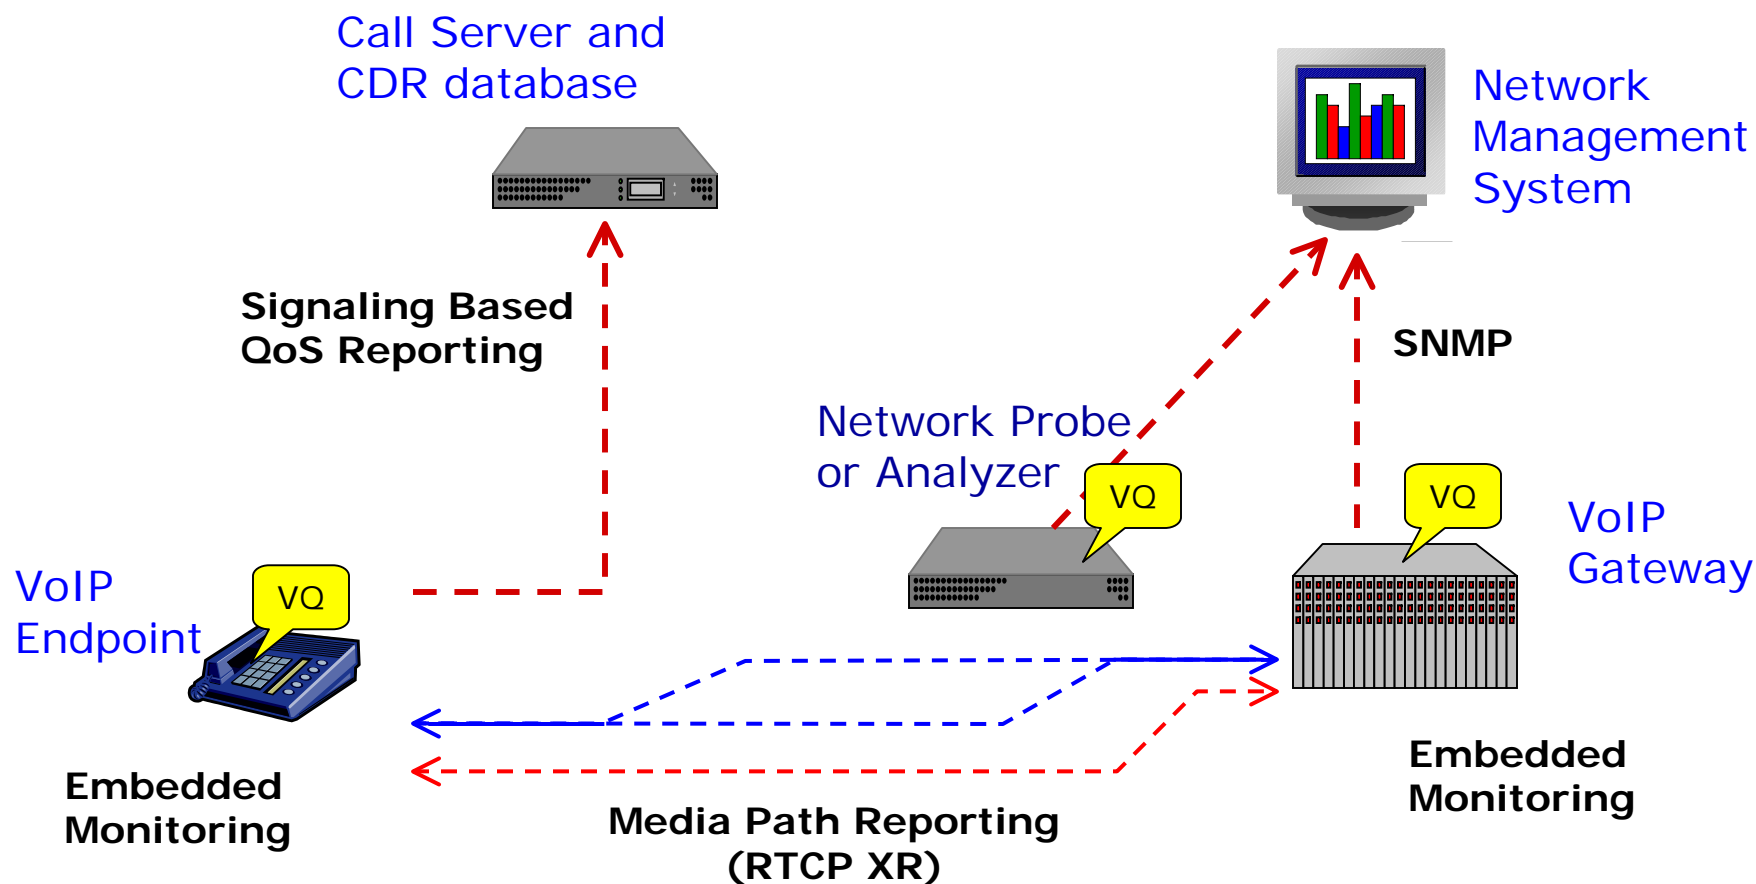 Call Server and
CDR database
Network
Management
System
Signaling Based
QoS Reporting
SNMP
Network Probe
or Analyzer
VQ
VQ
VoIP
Gateway
VoIP
Endpoint
VQ
Embedded
Monitoring
Media Path Reporting
(RTCP XR)
Embedded
Monitoring